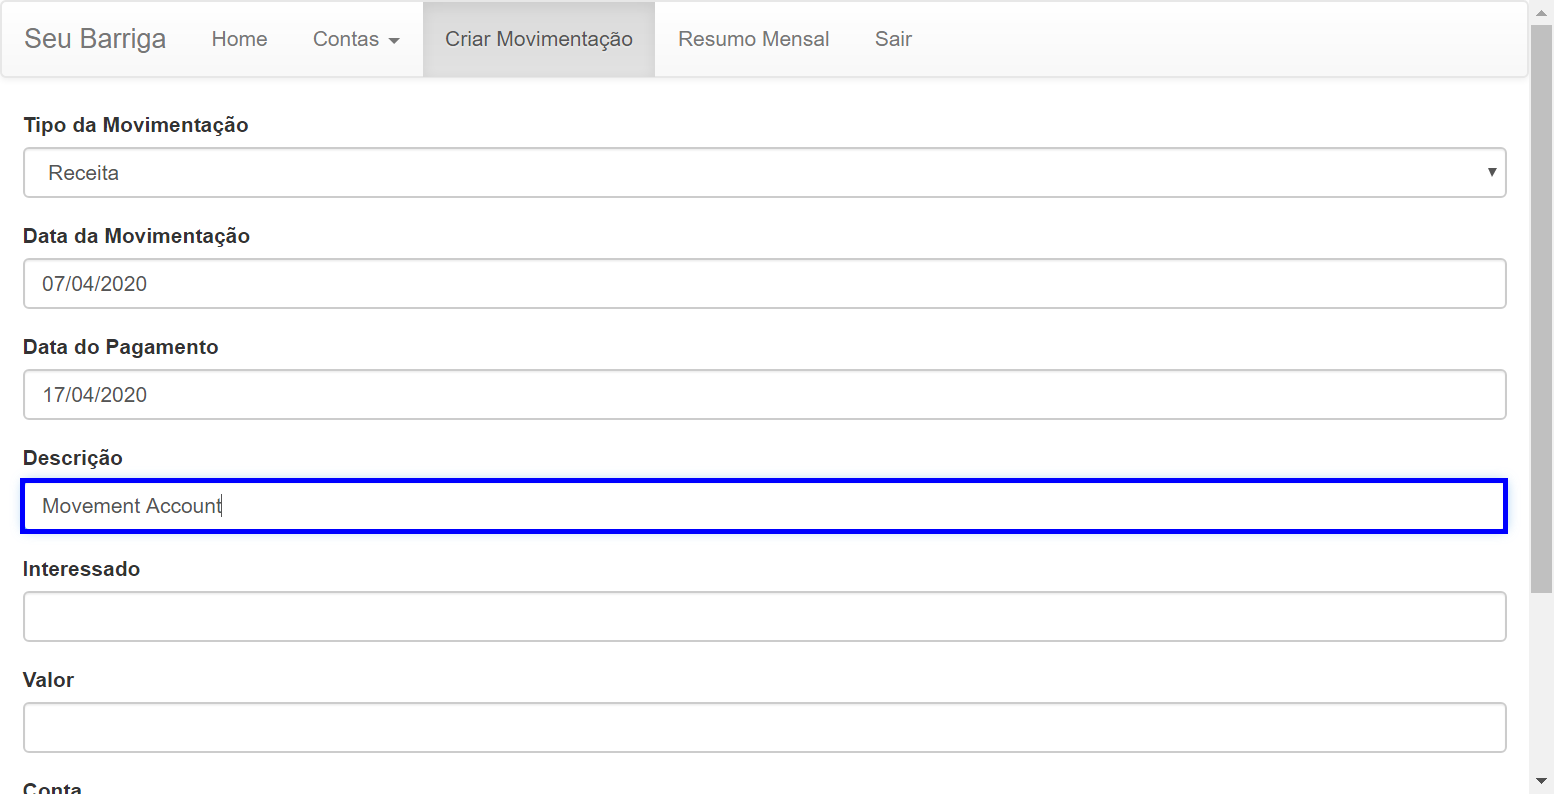 Seu Barriga Home Contas Criar Movimentação Resumo Mensal Sair
Tipo da Movimentação
Receita
Data da Movimentação
07/04/2020
Data do Pagamento
17/04/2020
Descrição
Movement Account
Interessado
Valor
Conta